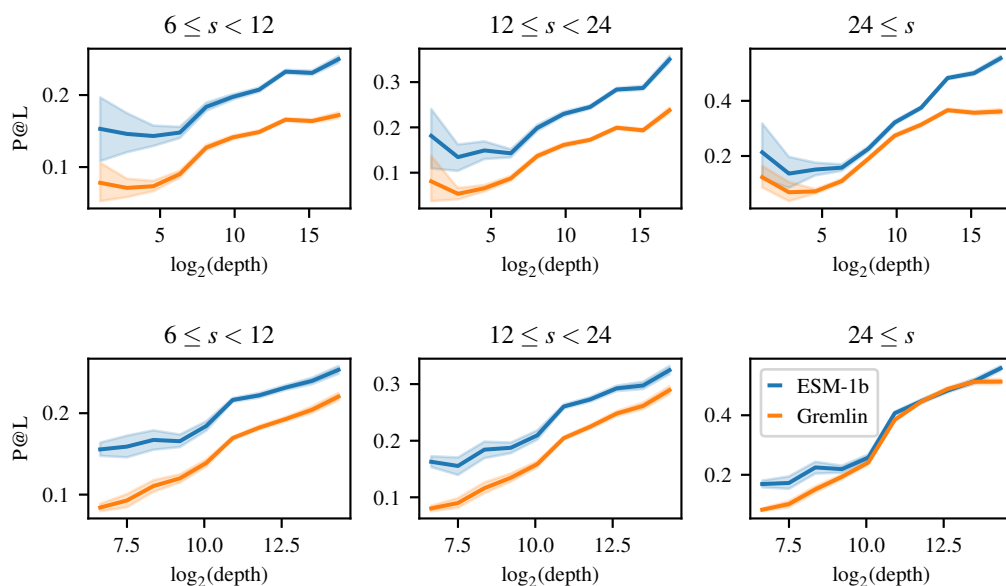 6 ≤ s < 12
12 ≤ s < 24
24 ≤ s
P@L
0.2
0.1
0.3
0.2
0.1
0.4
0.2
5 10 15
5 10 15
5 10 15
log₂(depth)
log₂(depth)
log₂(depth)
6 ≤ s < 12
12 ≤ s < 24
24 ≤ s
P@L
0.2
0.1
0.3
0.2
0.1
0.4
0.2
ESM-1b
Gremlin
7.5 10.0 12.5
7.5 10.0 12.5
7.5 10.0 12.5
log₂(depth)
log₂(depth)
log₂(depth)